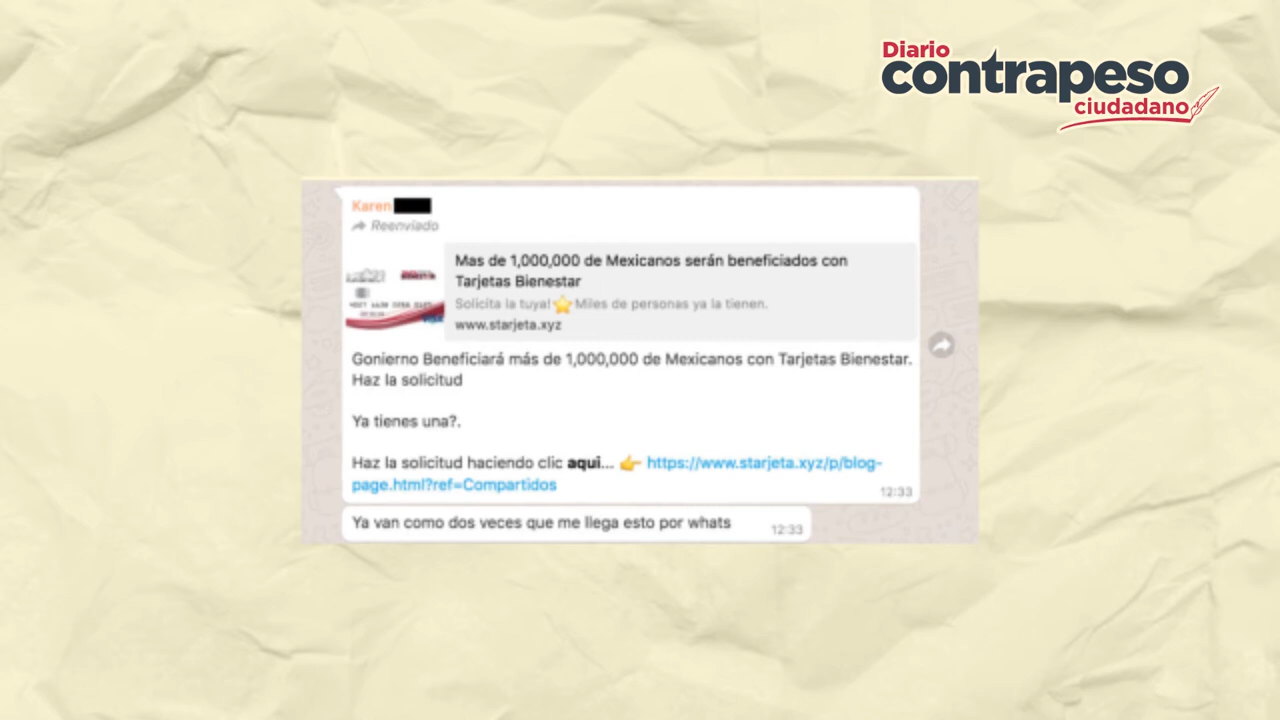 Diario
contrapeso
ciudadano
Karen
Reenviado
Mas de 1,000,000 de Mexicanos serán beneficiados con
Tarjetas Bienestar
Solicita la tuya!⭐Miles de personas ya la tienen.
www.starjeta.xyz
Gonierno Beneficiará más de 1,000,000 de Mexicanos con Tarjetas Bienestar.
Haz la solicitud
Ya tienes una?.
Haz la solicitud haciendo clic aqui... 👉 https://www.starjeta.xyz/p/blog-
page.html?ref=Compartidos
12:33
Ya van como dos veces que me llega esto por whats
12:33